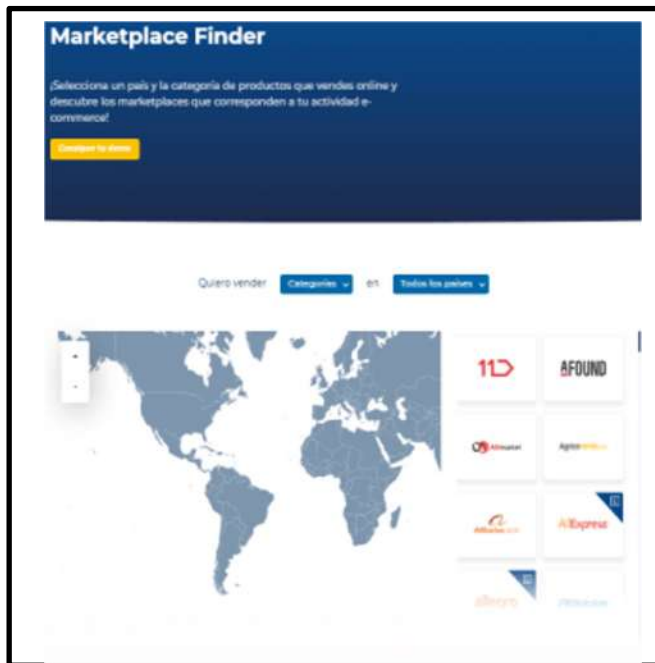 Marketplace Finder
¡Selecciona un país y la categoría de productos que vendes online y
descubre los marketplaces que corresponden a tu actividad e-
commerce!
Quiero vender Categorías en Todos los países
+
-
11
AFOUND
AliExpress